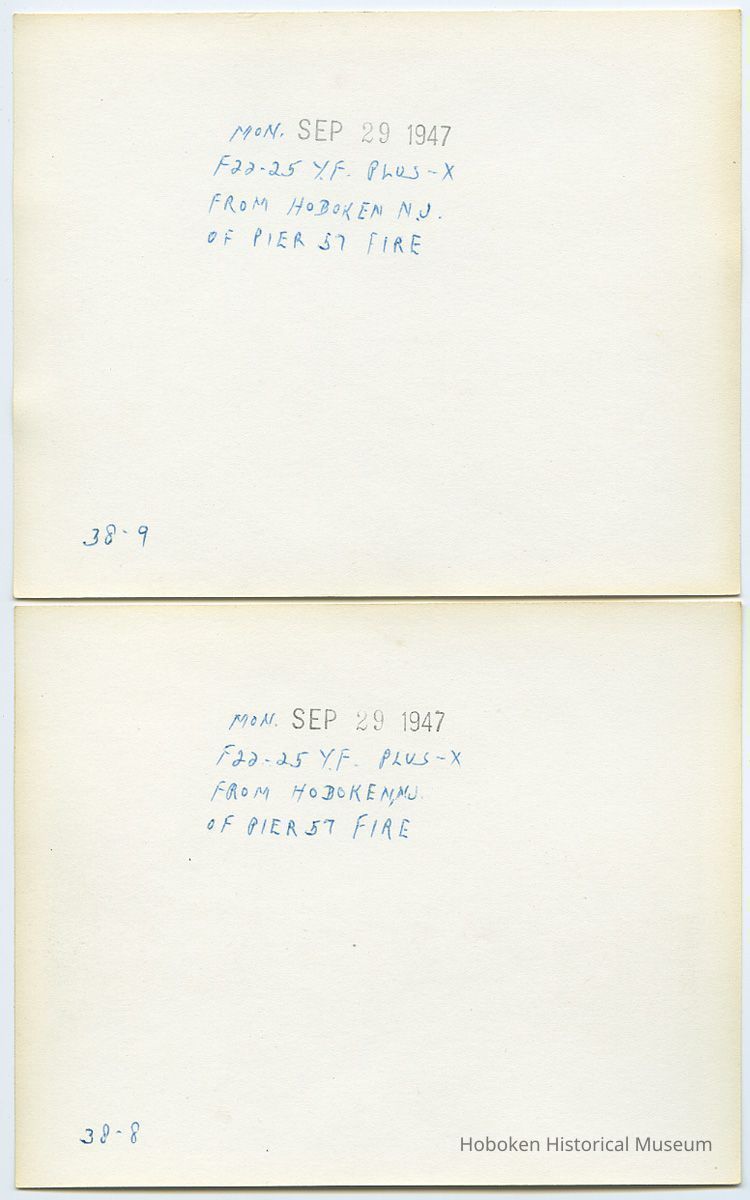 MON. SEP 29 1947
F22-25 Y.F. PLUS-X
FROM HOBOKEN N.J.
OF PIER 57 FIRE
38-9
MON. SEP 29 1947
F22-25 Y.F. PLUS-X
FROM HOBOKEN, N.J.
OF PIER 57 FIRE
38-8
Hoboken Historical Museum